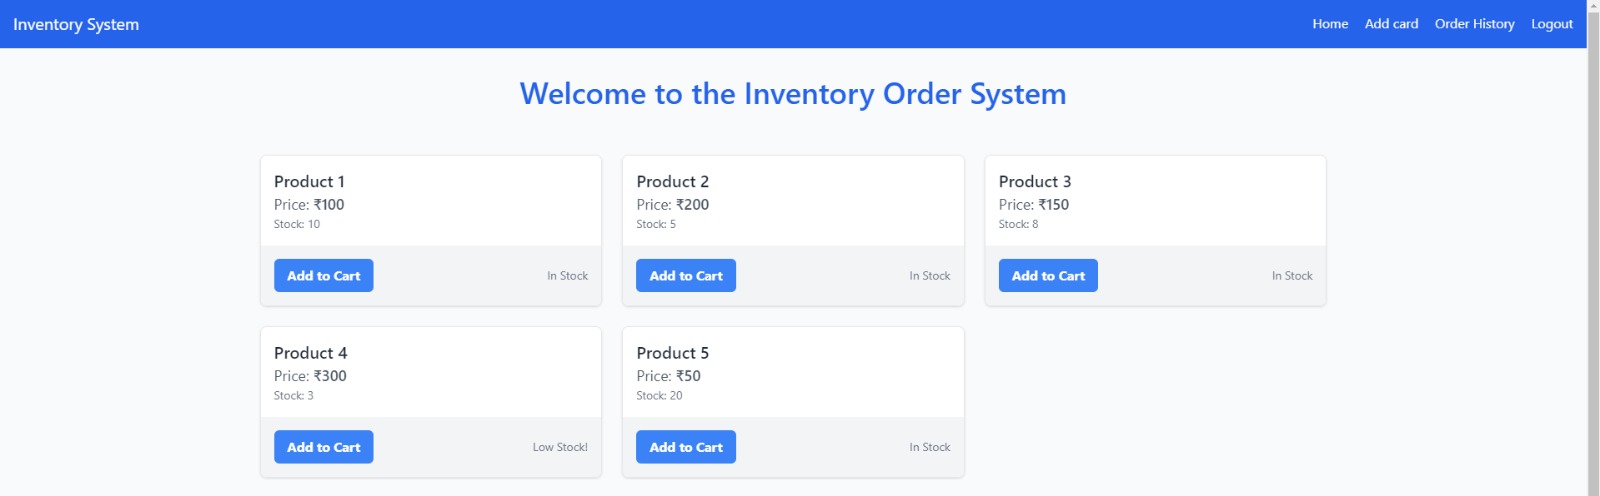 Inventory System
Home Add card Order History Logout
Welcome to the Inventory Order System
Product 1
Price: ₹100
Stock: 10
Add to Cart In Stock
Product 2
Price: ₹200
Stock: 5
Add to Cart In Stock
Product 3
Price: ₹150
Stock: 8
Add to Cart In Stock
Product 4
Price: ₹300
Stock: 3
Add to Cart Low Stock!
Product 5
Price: ₹50
Stock: 20
Add to Cart In Stock